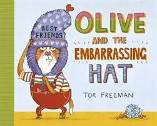 BEST
FRIENDS!
OLIVE
AND THE
EMBARRASSING
HAT
TOR FREEMAN